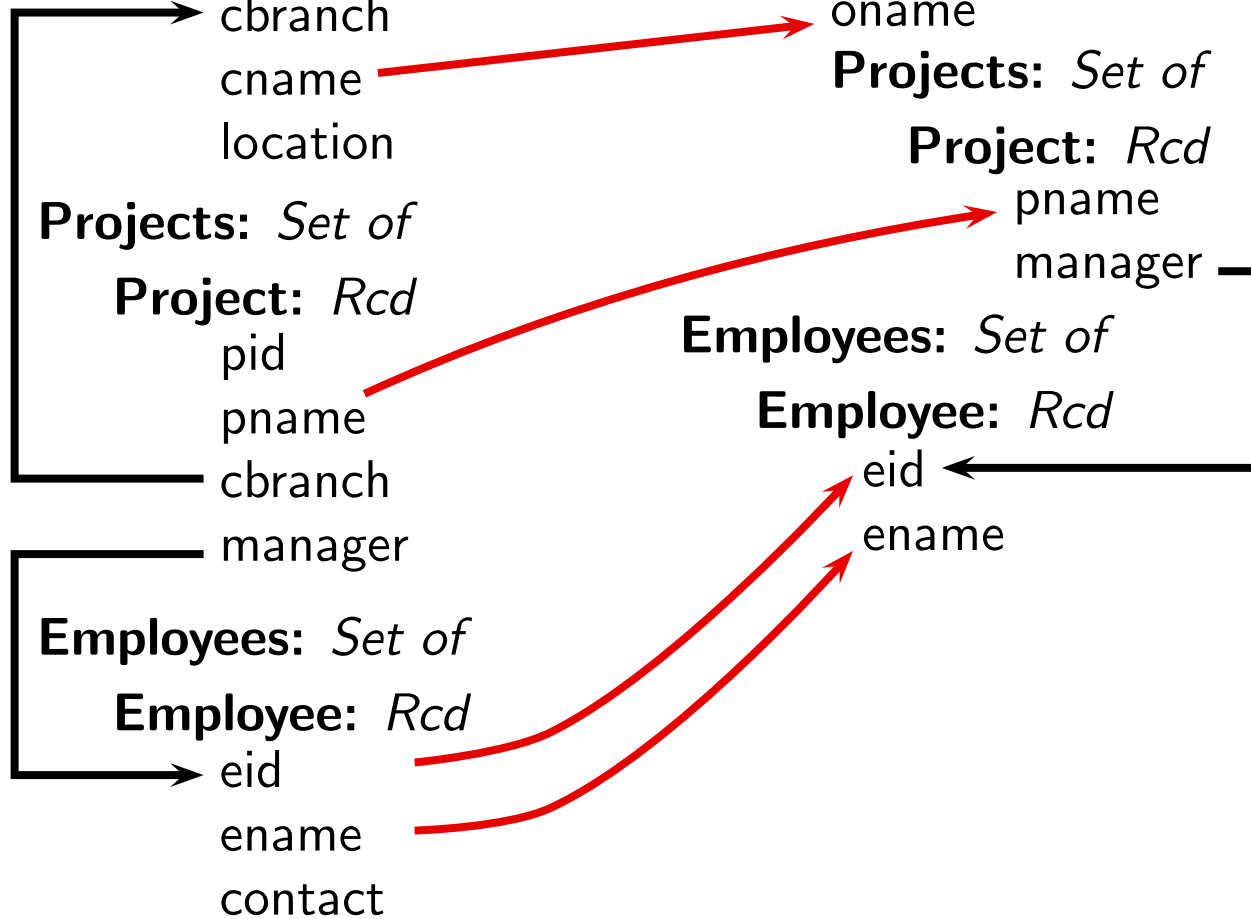 cbranch
cname
location
Projects: Set of
Project: Rcd
pid
pname
cbranch
manager
Employees: Set of
Employee: Rcd
eid
ename
contact
oname
Projects: Set of
Project: Rcd
pname
manager
Employees: Set of
Employee: Rcd
eid
ename